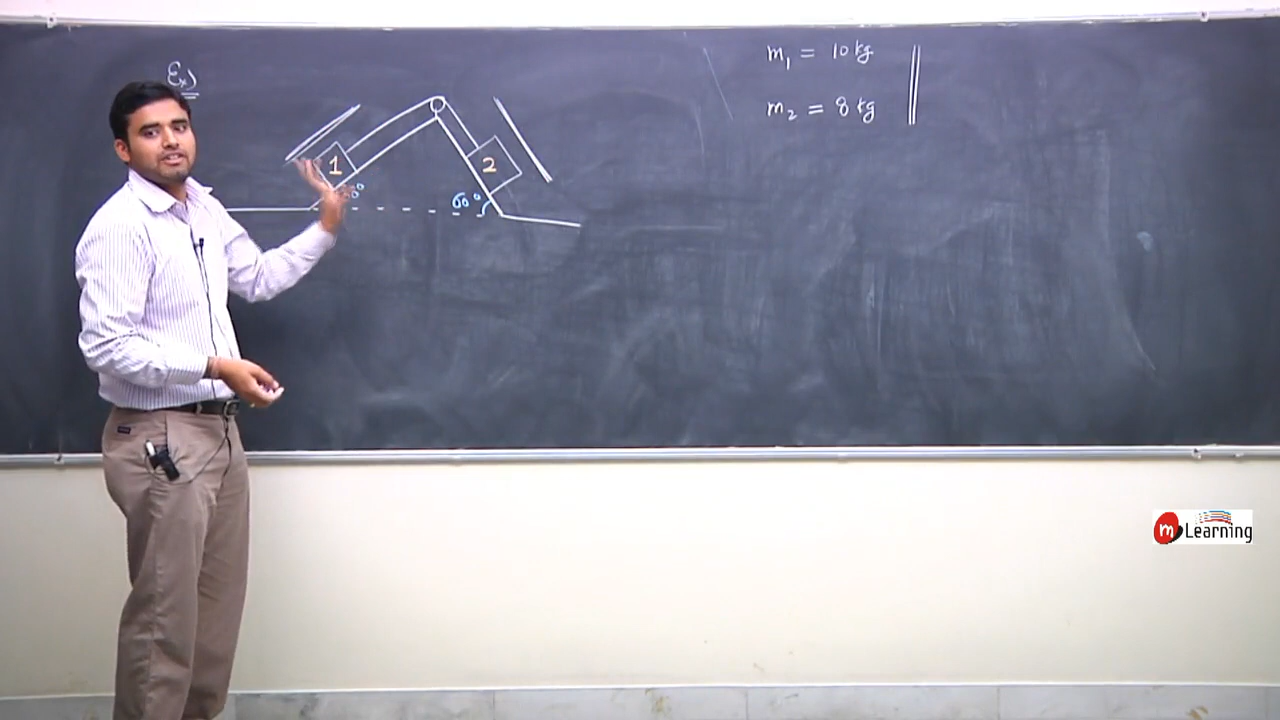 Ex)
m₁ = 10 kg
m₂ = 8 kg
1
2
60°
m Learning